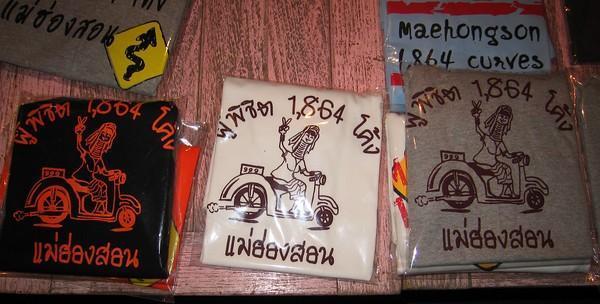 แม่ฮ่องสอน
Maehongson
1,864 curves
ผู้พิชิต 1,864 โค้ง
แม่ฮ่องสอน
ผู้พิชิต 1,864 โค้ง
แม่ฮ่องสอน
ผู้พิชิต 1,864 โค้ง
แม่ฮ่องสอน